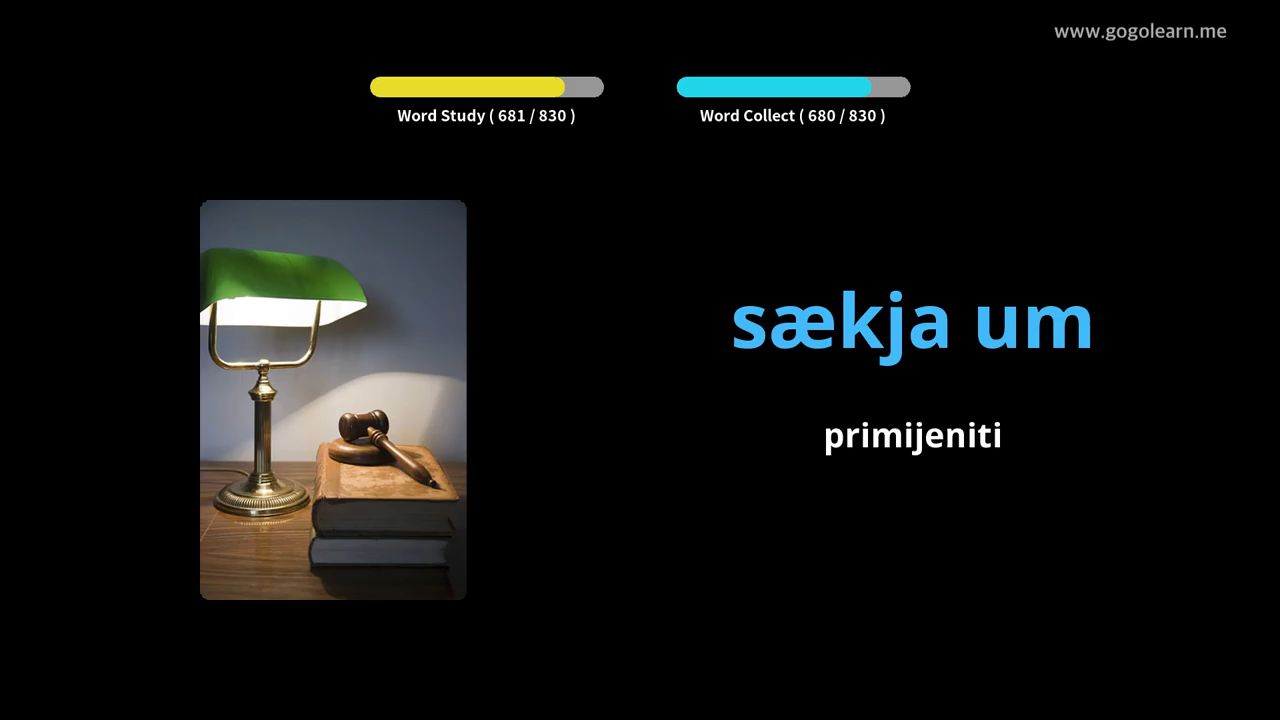 www.gogolearn.me
Word Study ( 681 / 830 )
Word Collect ( 680 / 830 )
sækja um
primijeniti